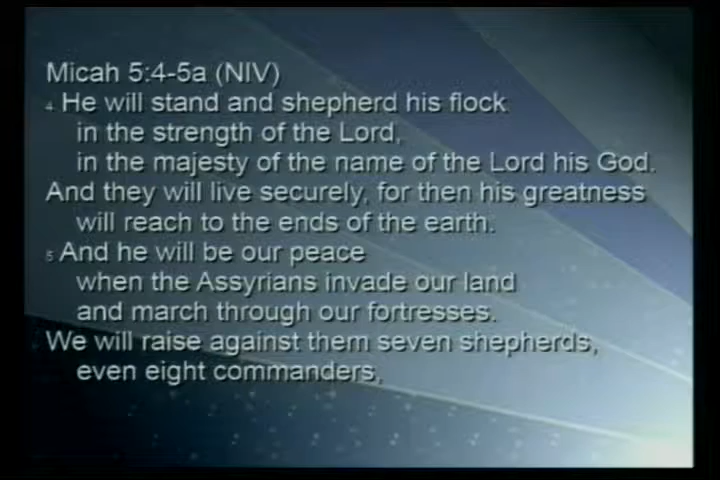 Micah 5:4-5a (NIV)
4 He will stand and shepherd his flock
in the strength of the Lord,
in the majesty of the name of the Lord his God.
And they will live securely, for then his greatness
will reach to the ends of the earth.
5 And he will be our peace
when the Assyrians invade our land
and march through our fortresses.
We will raise against them seven shepherds,
even eight commanders,